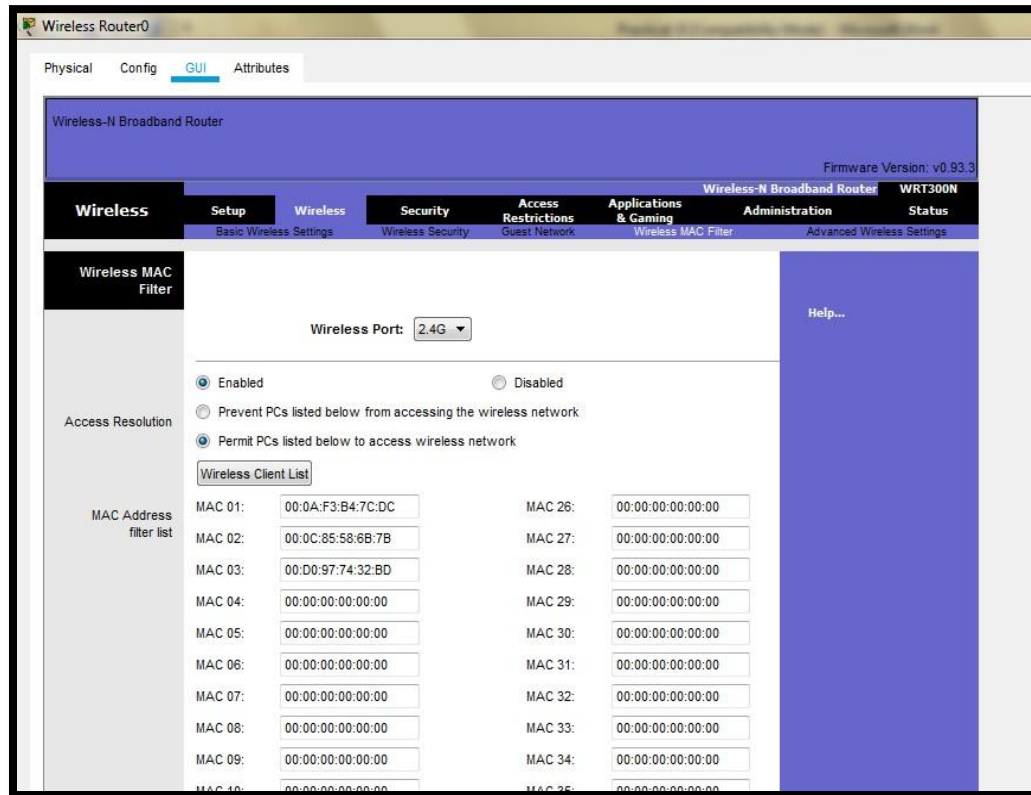 Wireless Router0
Physical Config GUI Attributes
Wireless-N Broadband Router
Firmware Version: v0.93.3
Wireless-N Broadband Router WRT300N
Wireless
Setup Wireless Security Access Restrictions Applications & Gaming Administration Status
Basic Wireless Settings Wireless Security Guest Network Wireless MAC Filter Advanced Wireless Settings
Wireless MAC
Filter
Help...
Wireless Port: 2.4G
Enabled Disabled
Access Resolution
Prevent PCs listed below from accessing the wireless network
Permit PCs listed below to access wireless network
Wireless Client List
MAC Address
filter list
MAC 01: 00:0A:F3:B4:7C:DC MAC 26: 00:00:00:00:00:00
MAC 02: 00:0C:85:58:6B:7B MAC 27: 00:00:00:00:00:00
MAC 03: 00:D0:97:74:32:BD MAC 28: 00:00:00:00:00:00
MAC 04: 00:00:00:00:00:00 MAC 29: 00:00:00:00:00:00
MAC 05: 00:00:00:00:00:00 MAC 30: 00:00:00:00:00:00
MAC 06: 00:00:00:00:00:00 MAC 31: 00:00:00:00:00:00
MAC 07: 00:00:00:00:00:00 MAC 32: 00:00:00:00:00:00
MAC 08: 00:00:00:00:00:00 MAC 33: 00:00:00:00:00:00
MAC 09: 00:00:00:00:00:00 MAC 34: 00:00:00:00:00:00